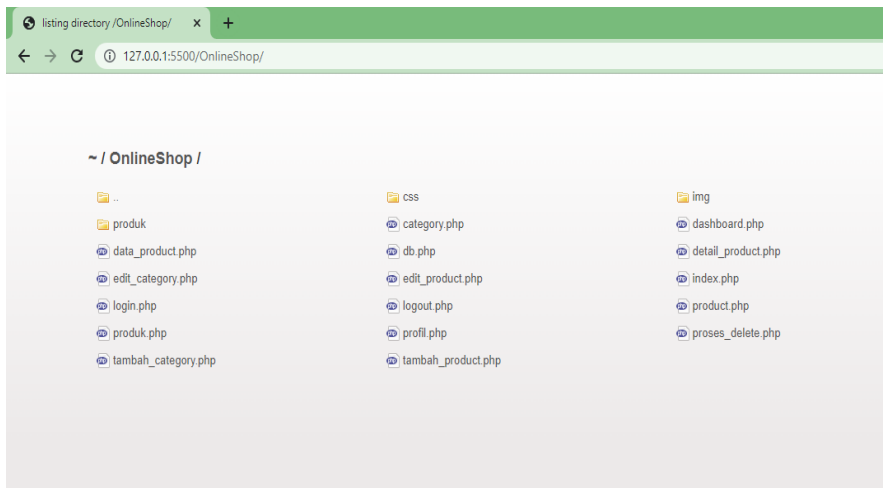 listing directory /OnlineShop/
127.0.0.1:5500/OnlineShop/
~ / OnlineShop /
.. css img
produk category.php dashboard.php
data_product.php db.php detail_product.php
edit_category.php edit_product.php index.php
login.php logout.php product.php
produk.php profil.php proses_delete.php
tambah_category.php tambah_product.php